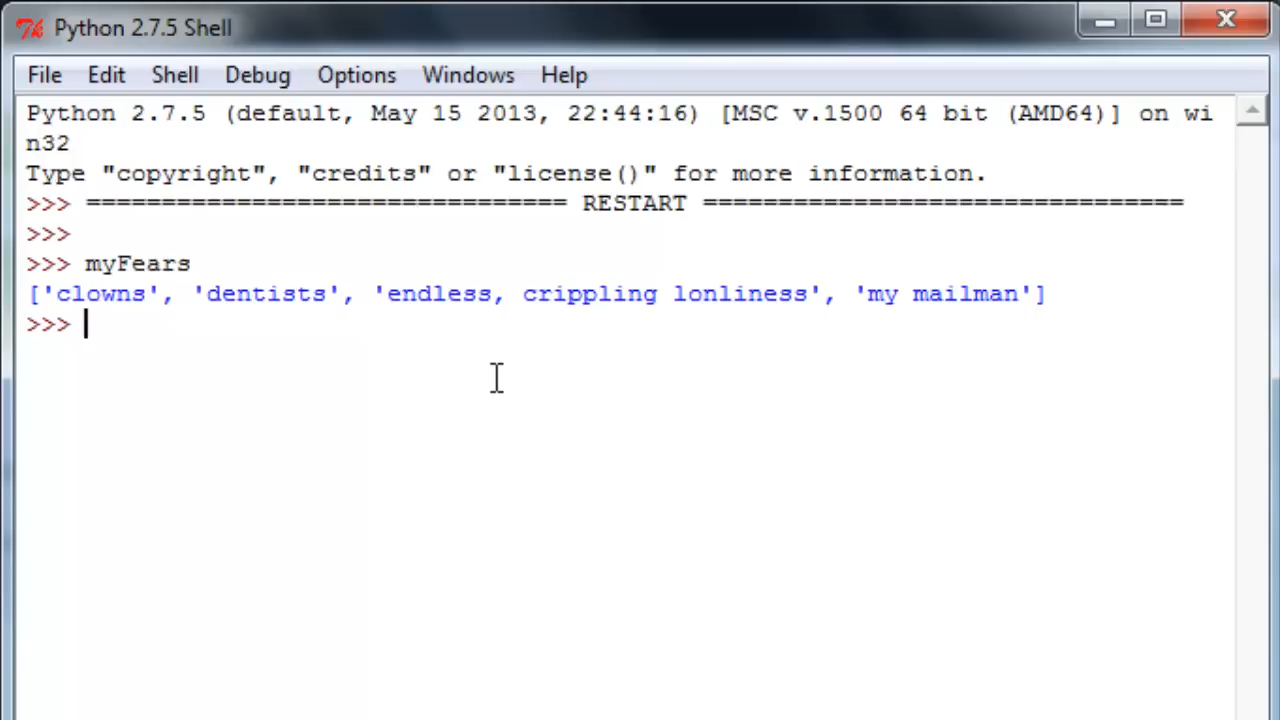 Python 2.7.5 Shell
File Edit Shell Debug Options Windows Help
Python 2.7.5 (default, May 15 2013, 22:44:16) [MSC v.1500 64 bit (AMD64)] on wi
n32
Type "copyright", "credits" or "license()" for more information.
>>> ================================ RESTART ================================
>>>
>>> myFears
['clowns', 'dentists', 'endless, crippling lonliness', 'my mailman']
>>>